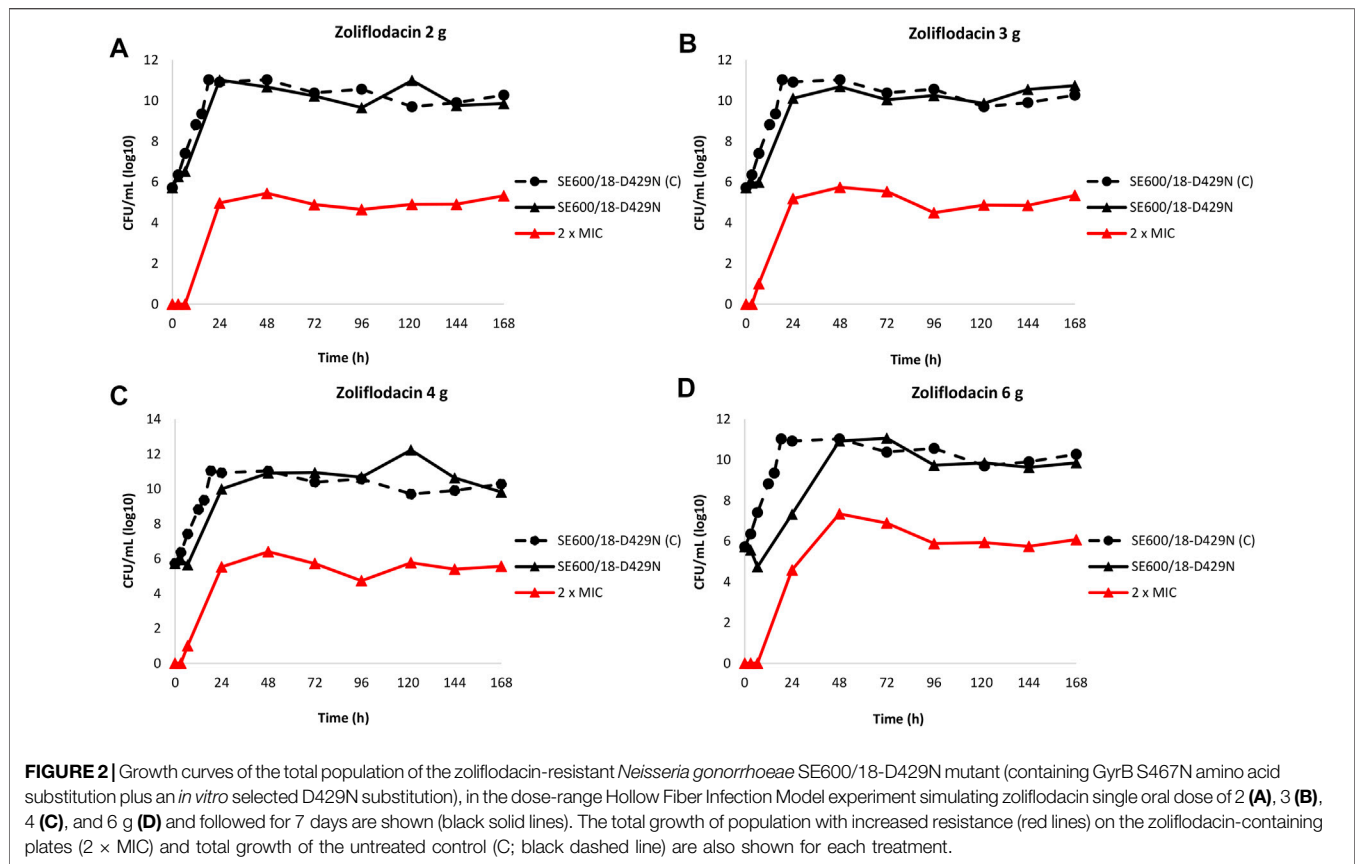 A
Zoliflodacin 2 g
CFU/mL (log10)
12
10
8
6
4
2
0
0 24 48 72 96 120 144 168
Time (h)
SE600/18-D429N (C)
SE600/18-D429N
2 x MIC
B
Zoliflodacin 3 g
CFU/mL (log10)
12
10
8
6
4
2
0
0 24 48 72 96 120 144 168
Time (h)
SE600/18-D429N (C)
SE600/18-D429N
2 x MIC
C
Zoliflodacin 4 g
CFU/mL (log10)
14
12
10
8
6
4
2
0
0 24 48 72 96 120 144 168
Time (h)
SE600/18-D429N (C)
SE600/18-D429N
2 x MIC
D
Zoliflodacin 6 g
CFU/mL (log10)
12
10
8
6
4
2
0
0 24 48 72 96 120 144 168
Time (h)
SE600/18-D429N (C)
SE600/18-D429N
2 x MIC
FIGURE 2 | Growth curves of the total population of the zoliflodacin-resistant Neisseria gonorrhoeae SE600/18-D429N mutant (containing GyrB S467N amino acid
substitution plus an in vitro selected D429N substitution), in the dose-range Hollow Fiber Infection Model experiment simulating zoliflodacin single oral dose of 2 (A), 3 (B),
4 (C), and 6 g (D) and followed for 7 days are shown (black solid lines). The total growth of population with increased resistance (red lines) on the zoliflodacin-containing
plates (2 × MIC) and total growth of the untreated control (C; black dashed line) are also shown for each treatment.